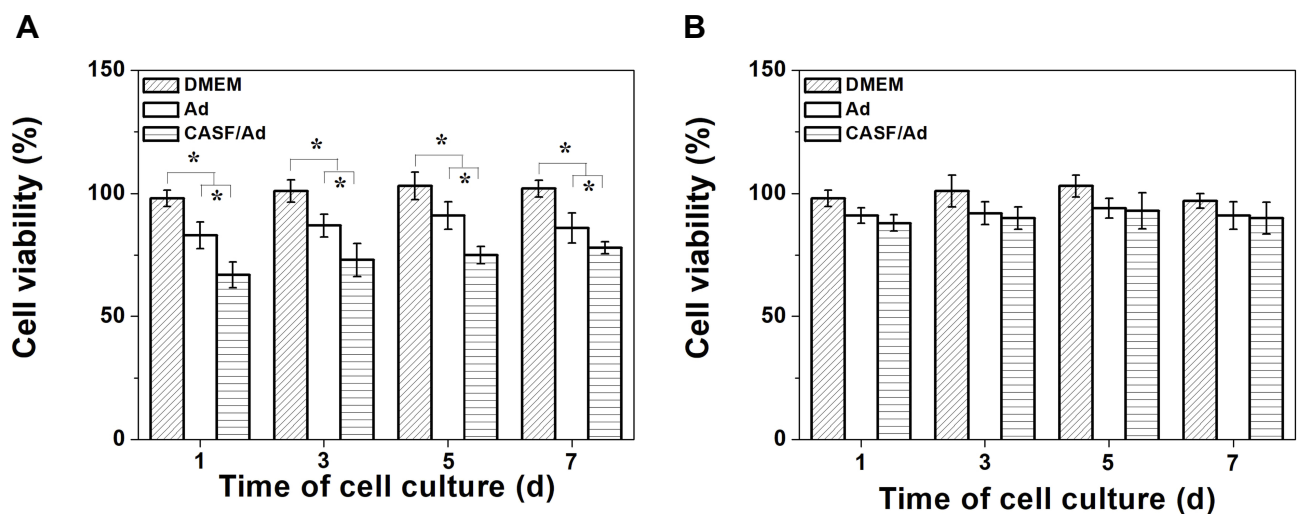 A
Cell viability (%)
150
100
50
0
DMEM
Ad
CASF/Ad
* * * *
* * * *
1 3 5 7
Time of cell culture (d)
B
Cell viability (%)
150
100
50
0
DMEM
Ad
CASF/Ad
1 3 5 7
Time of cell culture (d)